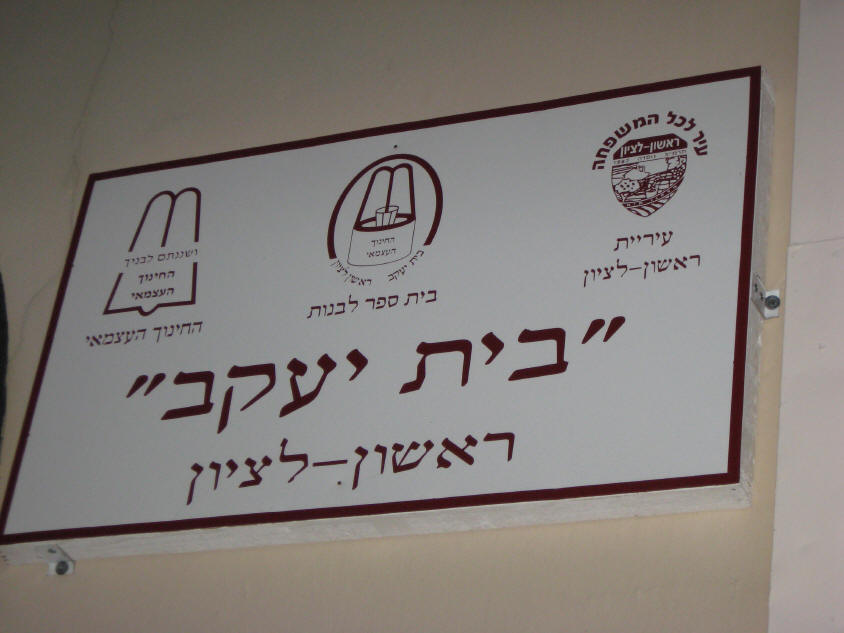 עיר לכל המשפחה
ראשון-לציון
עיריית
ראשון-לציון
החינוך
העצמאי
בית יעקב ראשון לציון
בית ספר לבנות
ושננתם לבניך
החינוך
העצמאי
החינוך העצמאי
"בית יעקב"
ראשון-לציון